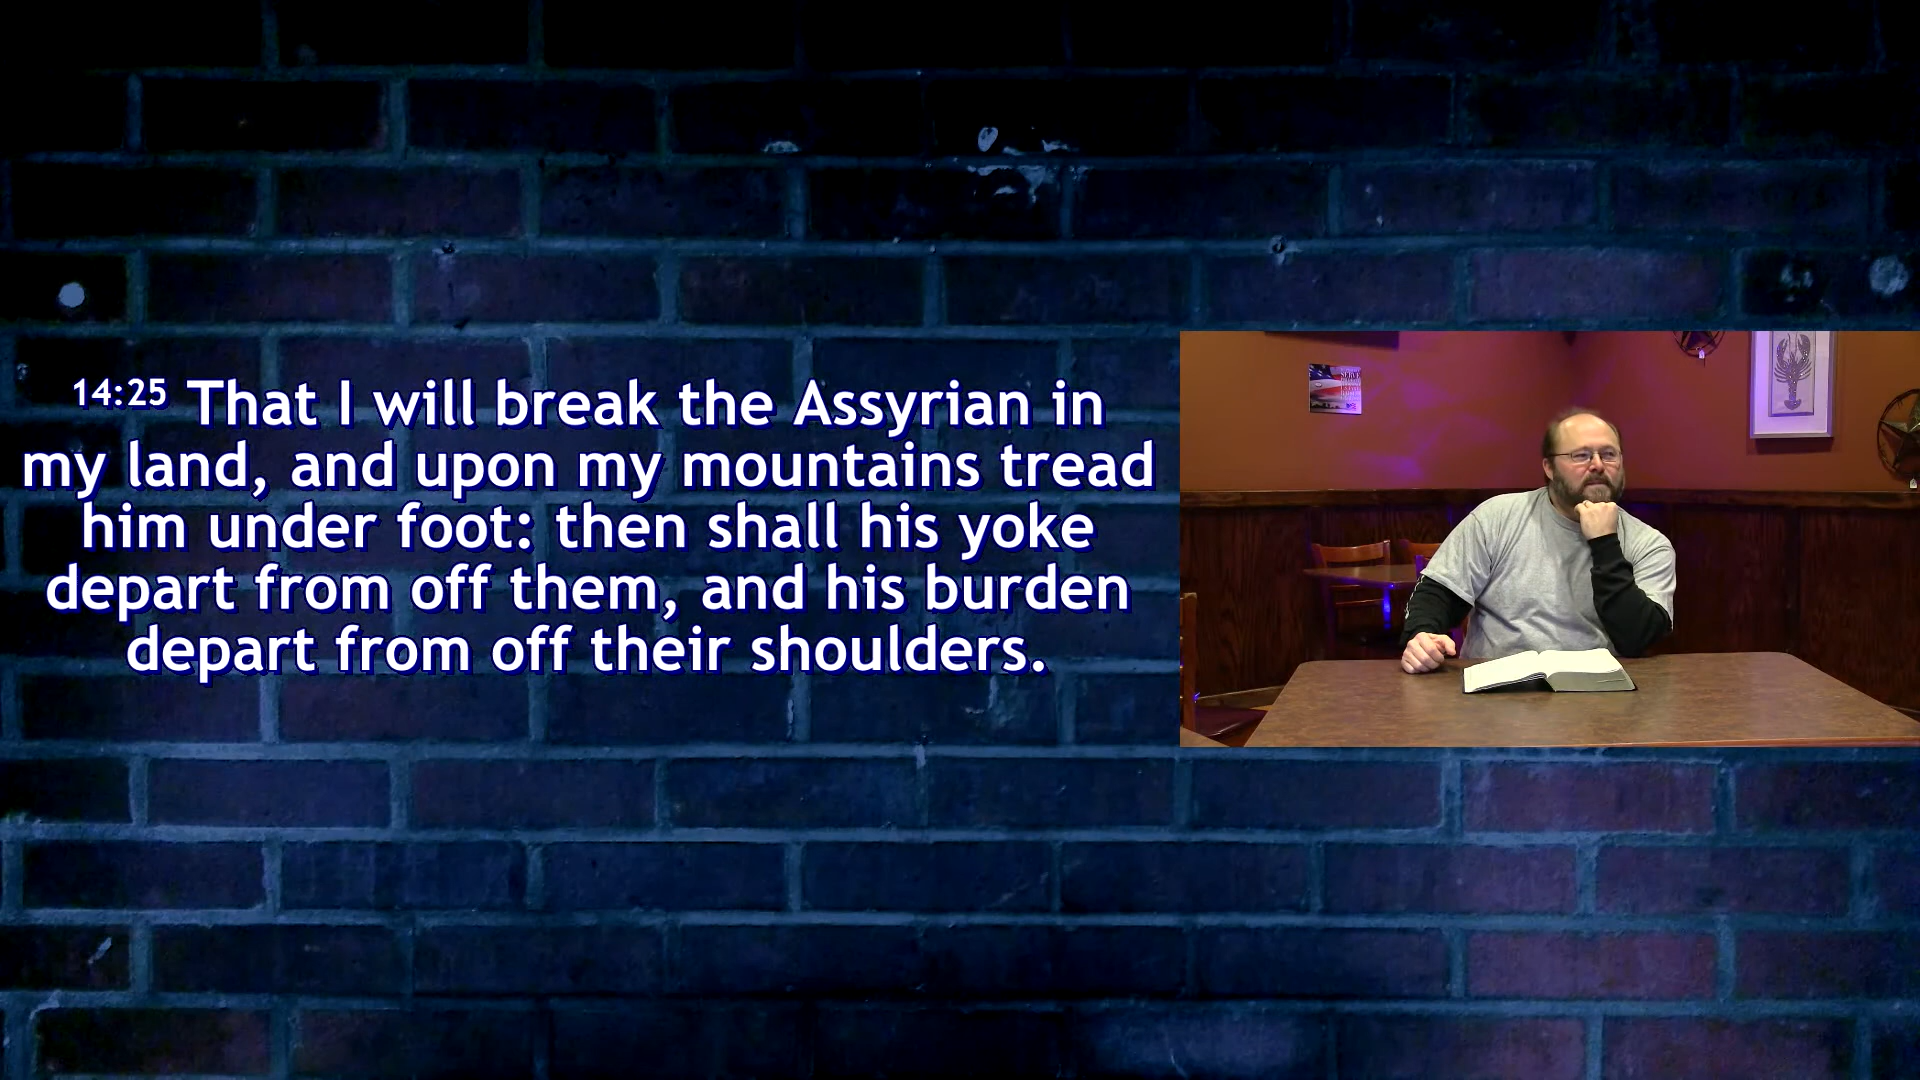 14:25 That I will break the Assyrian in
my land, and upon my mountains tread
him under foot: then shall his yoke
depart from off them, and his burden
depart from off their shoulders.
SERVE